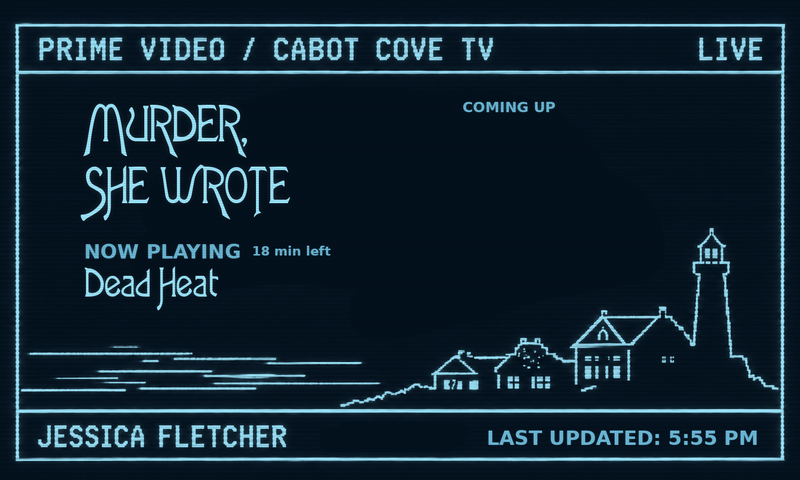 PRIME VIDEO / CABOT COVE TV
LIVE
MURDER,
SHE WROTE
COMING UP
NOW PLAYING 18 min left
Dead Heat
JESSICA FLETCHER
LAST UPDATED: 5:55 PM